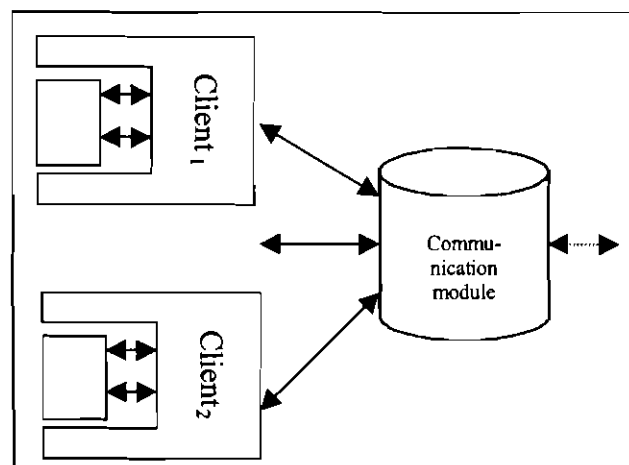 Client₁
Commu-
nication
module
Client₂